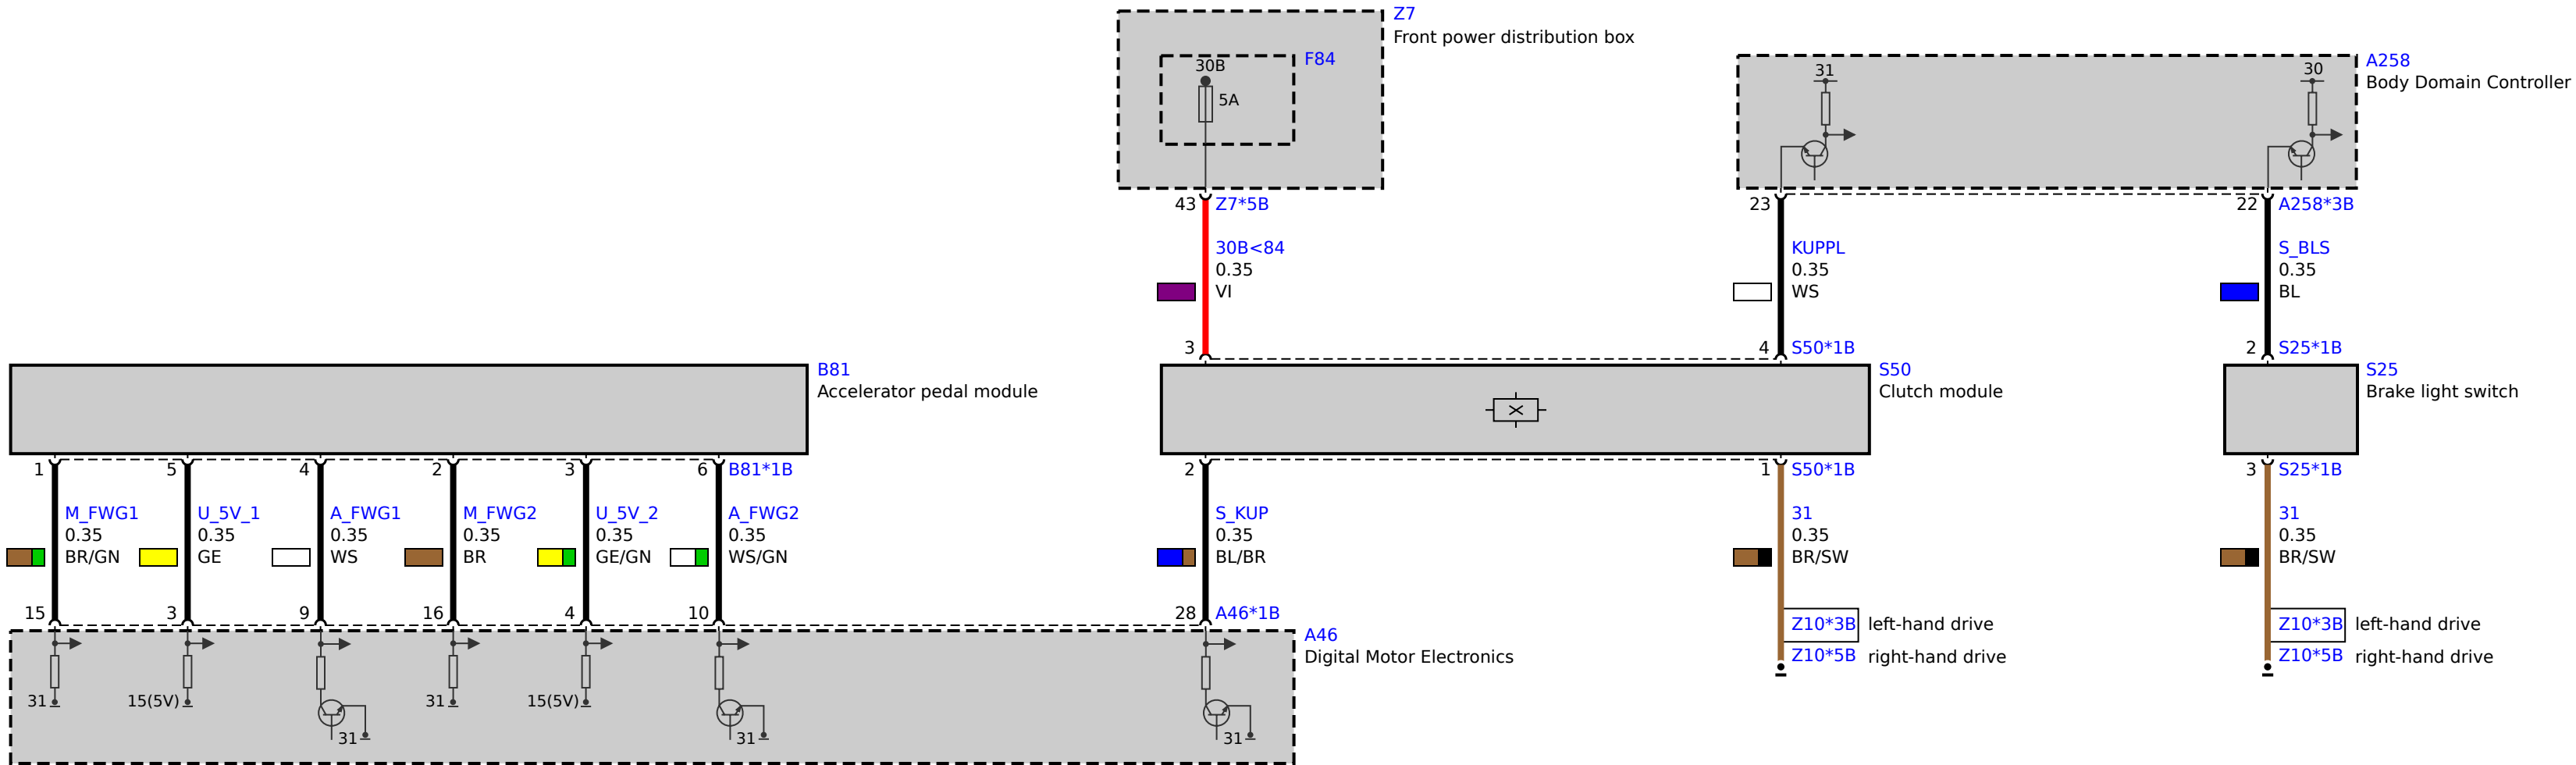 Z7
Front power distribution box
F84
30B
5A
A258
Body Domain Controller
31
30
43 Z7*5B
23
22 A258*3B
30B<84
0.35
VI
KUPPL
0.35
WS
S_BLS
0.35
BL
3
4 S50*1B
2 S25*1B
B81
Accelerator pedal module
S50
Clutch module
S25
Brake light switch
1
5
4
2
3
6 B81*1B
2
1 S50*1B
3 S25*1B
M_FWG1
0.35
BR/GN
U_5V_1
0.35
GE
A_FWG1
0.35
WS
M_FWG2
0.35
BR
U_5V_2
0.35
GE/GN
A_FWG2
0.35
WS/GN
S_KUP
0.35
BL/BR
31
0.35
BR/SW
31
0.35
BR/SW
15
3
9
16
4
10
28 A46*1B
Z10*3B left-hand drive
Z10*5B right-hand drive
Z10*3B left-hand drive
Z10*5B right-hand drive
A46
Digital Motor Electronics
31
15(5V)
31
31
15(5V)
31
31